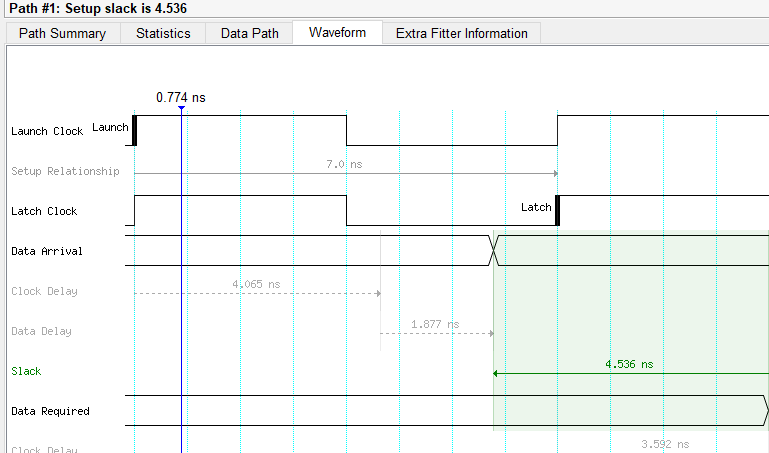 Path #1: Setup slack is 4.536
Path Summary Statistics Data Path Waveform Extra Fitter Information
0.774 ns
Launch Clock Launch
Setup Relationship 7.0 ns
Latch Clock Latch
Data Arrival
Clock Delay 4.065 ns
Data Delay 1.877 ns
Slack 4.536 ns
Data Required
Clock Delay 3.592 ns